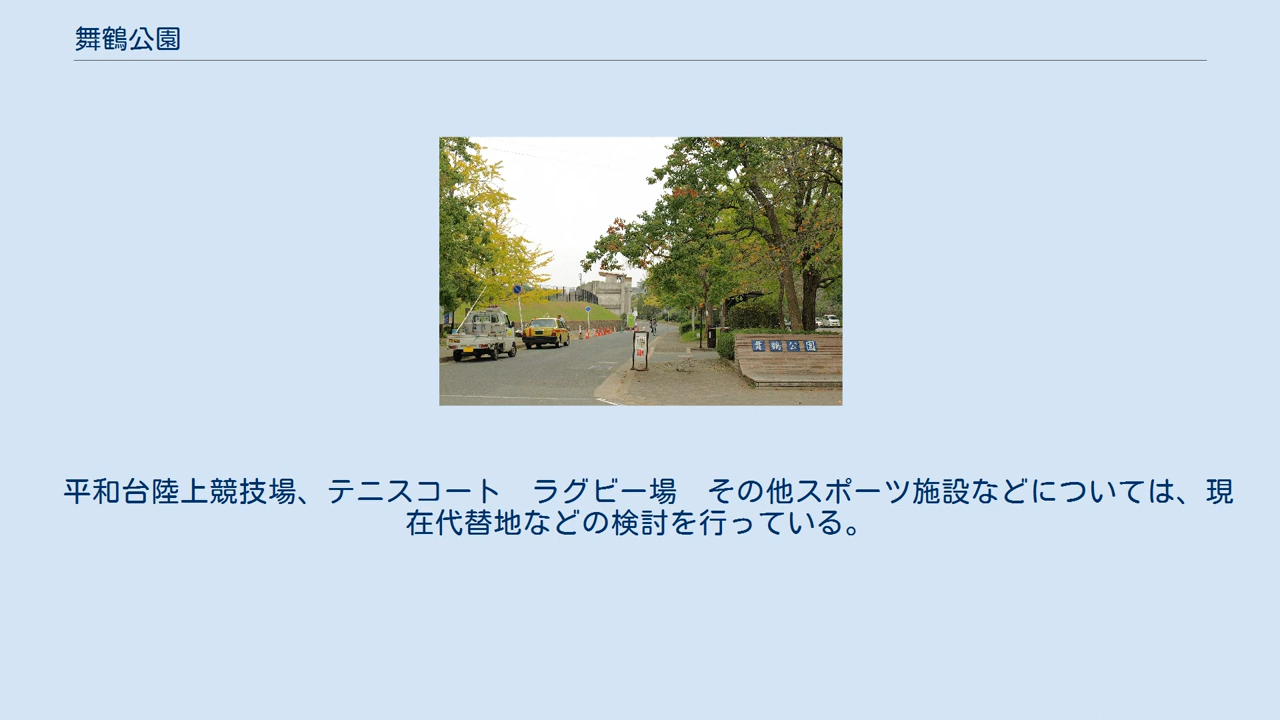 舞鶴公園
舞鶴公園
平和台陸上競技場、テニスコート　ラグビー場　その他スポーツ施設などについては、現
在代替地などの検討を行っている。